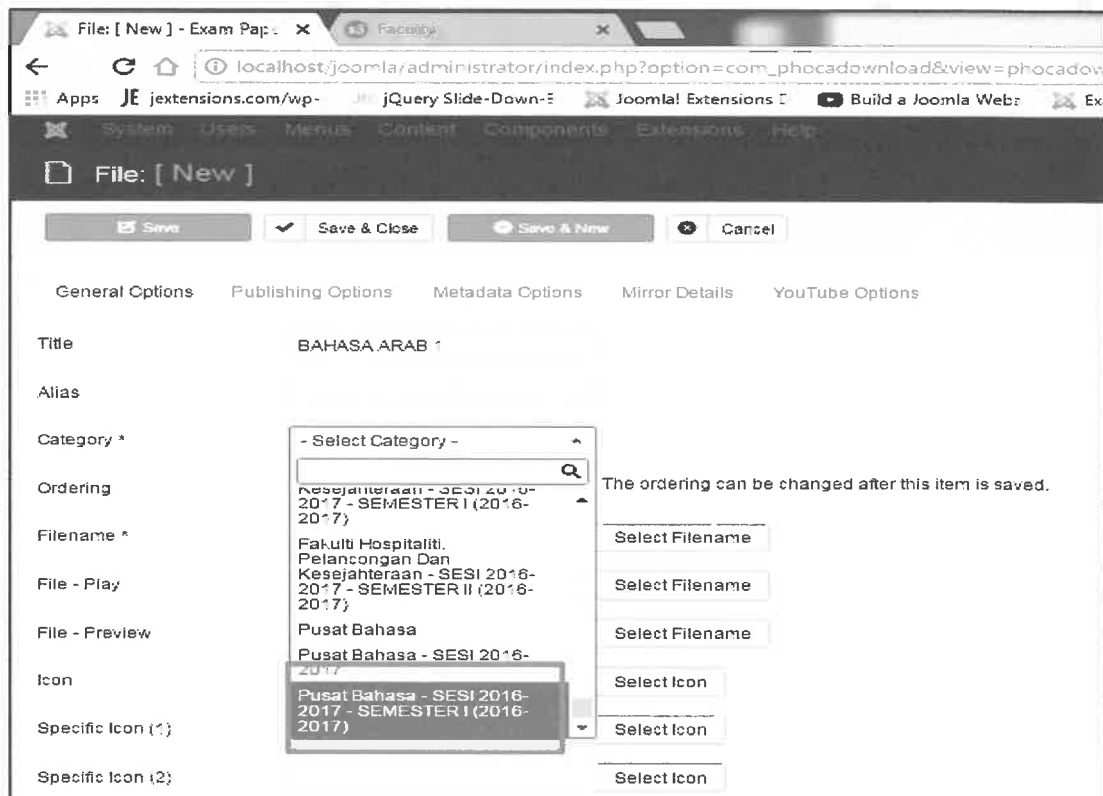 File: [ New ] - Exam Pap
Faculty
localhost/joomla/administrator/index.php?option=com_phocadownload&view=phocadow
Apps JE jextensions.com/wp- jQuery Slide-Down- Joomla! Extensions Build a Joomla Web Ex
System Users Menus Content Components Extensions Help
File: [ New ]
Save Save & Close Save & New Cancel
General Options Publishing Options Metadata Options Mirror Details YouTube Options
Title BAHASA ARAB 1
Alias
Category * - Select Category -
Ordering The ordering can be changed after this item is saved.
Kesejahteraan - SESI 2016-
2017 - SEMESTER I (2016-
2017)
Filename * Select Filename
Fakulti Hospitaliti,
Pelancongan Dan
Kesejahteraan - SESI 2016-
2017 - SEMESTER II (2016-
2017)
File - Play Select Filename
File - Preview Select Filename
Pusat Bahasa
Pusat Bahasa - SESI 2016-
2017
Icon Select Icon
Pusat Bahasa - SESI 2016-
2017 - SEMESTER I (2016-
2017)
Specific Icon (1) Select Icon
Specific Icon (2) Select Icon